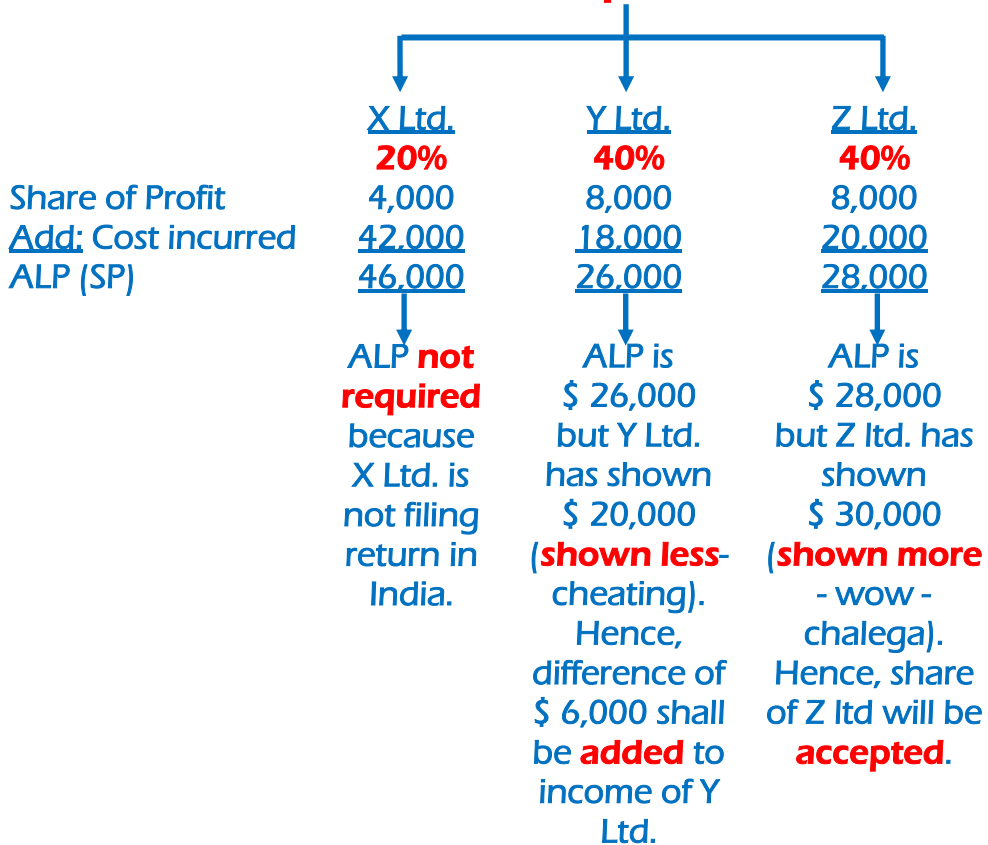 X Ltd. Y Ltd. Z Ltd.
20% 40% 40%
Share of Profit 4,000 8,000 8,000
Add: Cost incurred 42,000 18,000 20,000
ALP (SP) 46,000 26,000 28,000
ALP not
required
because
X Ltd. is
not filing
return in
India.
ALP is
$ 26,000
but Y Ltd.
has shown
$ 20,000
(shown less-
cheating).
Hence,
difference of
$ 6,000 shall
be added to
income of Y
Ltd.
ALP is
$ 28,000
but Z ltd. has
shown
$ 30,000
(shown more
- wow -
chalega).
Hence, share
of Z ltd will be
accepted.